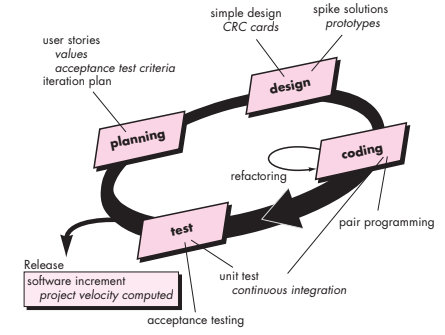 simple design
CRC cards
spike solutions
prototypes
user stories
values
acceptance test criteria
iteration plan
design
planning
coding
refactoring
pair programming
test
Release
software increment
project velocity computed
unit test
continuous integration
acceptance testing